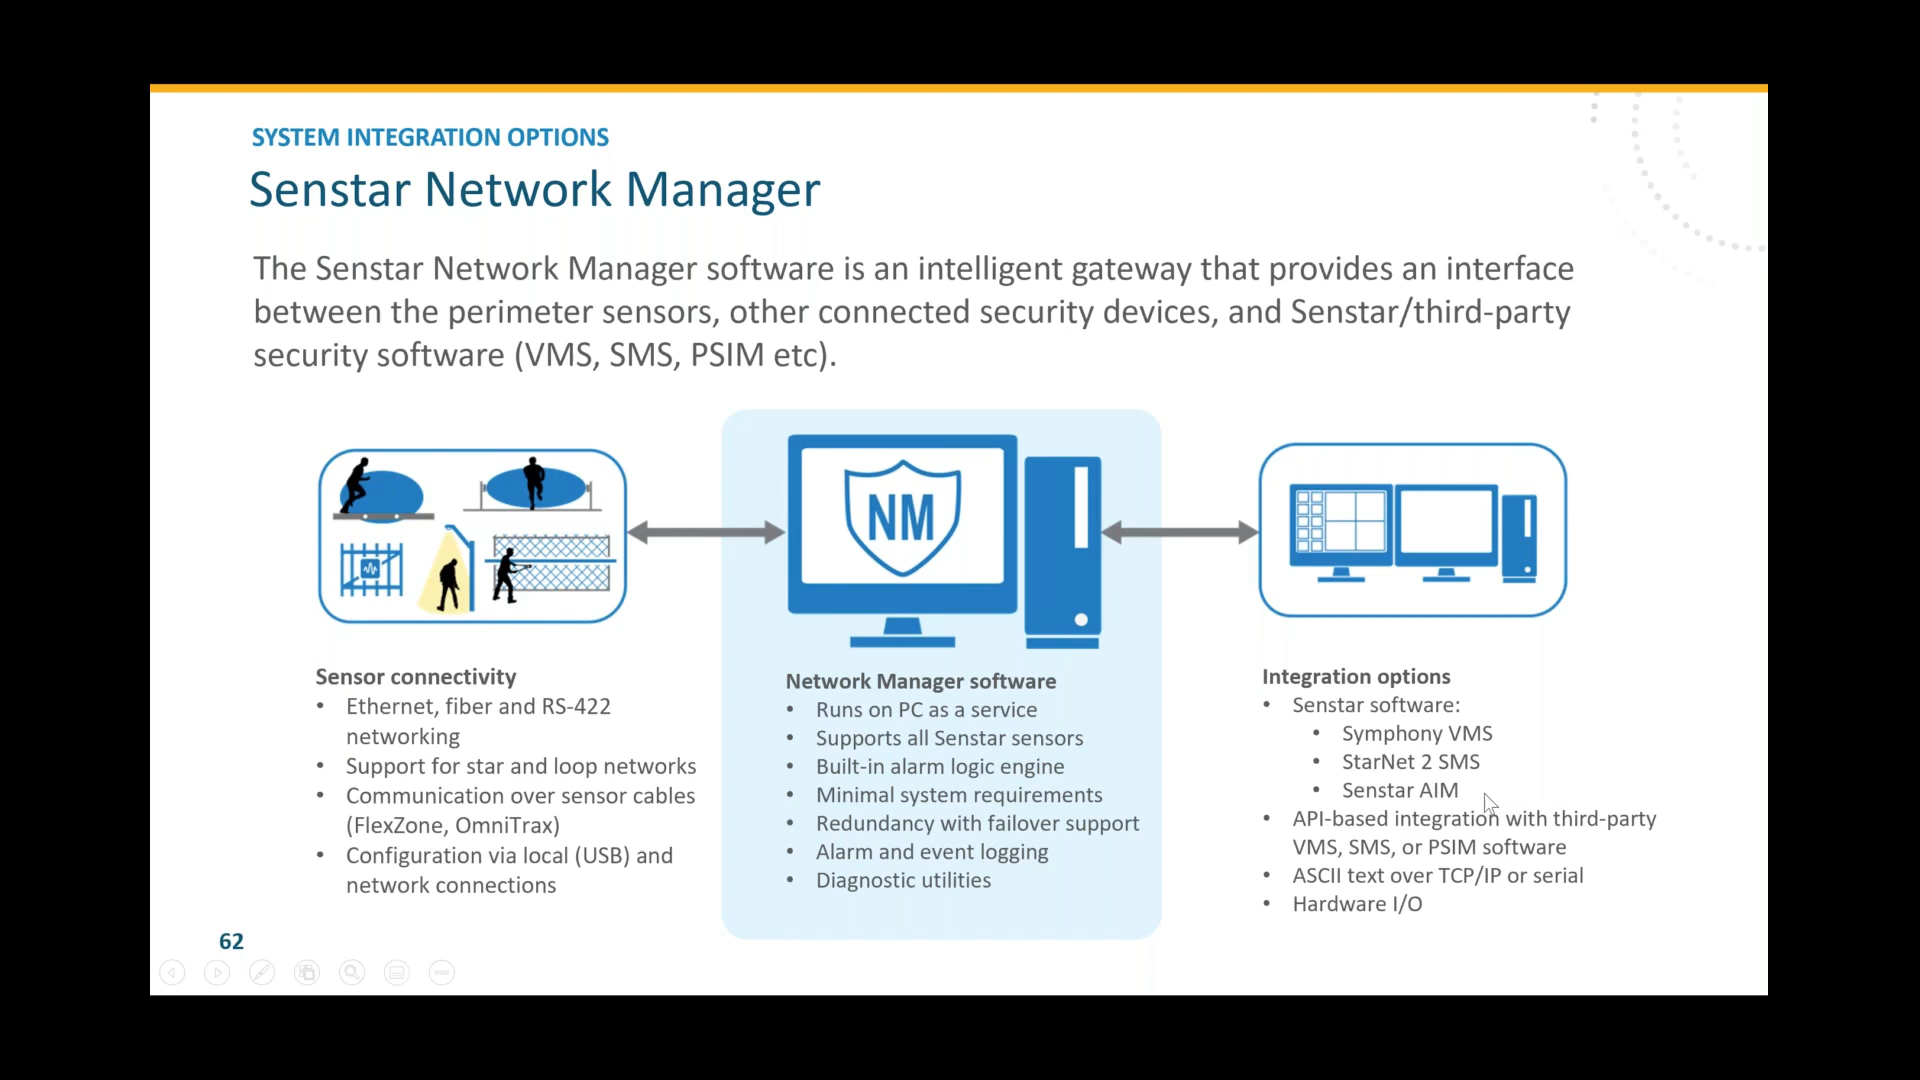 SYSTEM INTEGRATION OPTIONS
Senstar Network Manager
The Senstar Network Manager software is an intelligent gateway that provides an interface
between the perimeter sensors, other connected security devices, and Senstar/third-party
security software (VMS, SMS, PSIM etc).
NM
Sensor connectivity
• Ethernet, fiber and RS-422
networking
• Support for star and loop networks
• Communication over sensor cables
(FlexZone, OmniTrax)
• Configuration via local (USB) and
network connections
Network Manager software
• Runs on PC as a service
• Supports all Senstar sensors
• Built-in alarm logic engine
• Minimal system requirements
• Redundancy with failover support
• Alarm and event logging
• Diagnostic utilities
Integration options
• Senstar software:
• Symphony VMS
• StarNet 2 SMS
• Senstar AIM
• API-based integration with third-party
VMS, SMS, or PSIM software
• ASCII text over TCP/IP or serial
• Hardware I/O
62